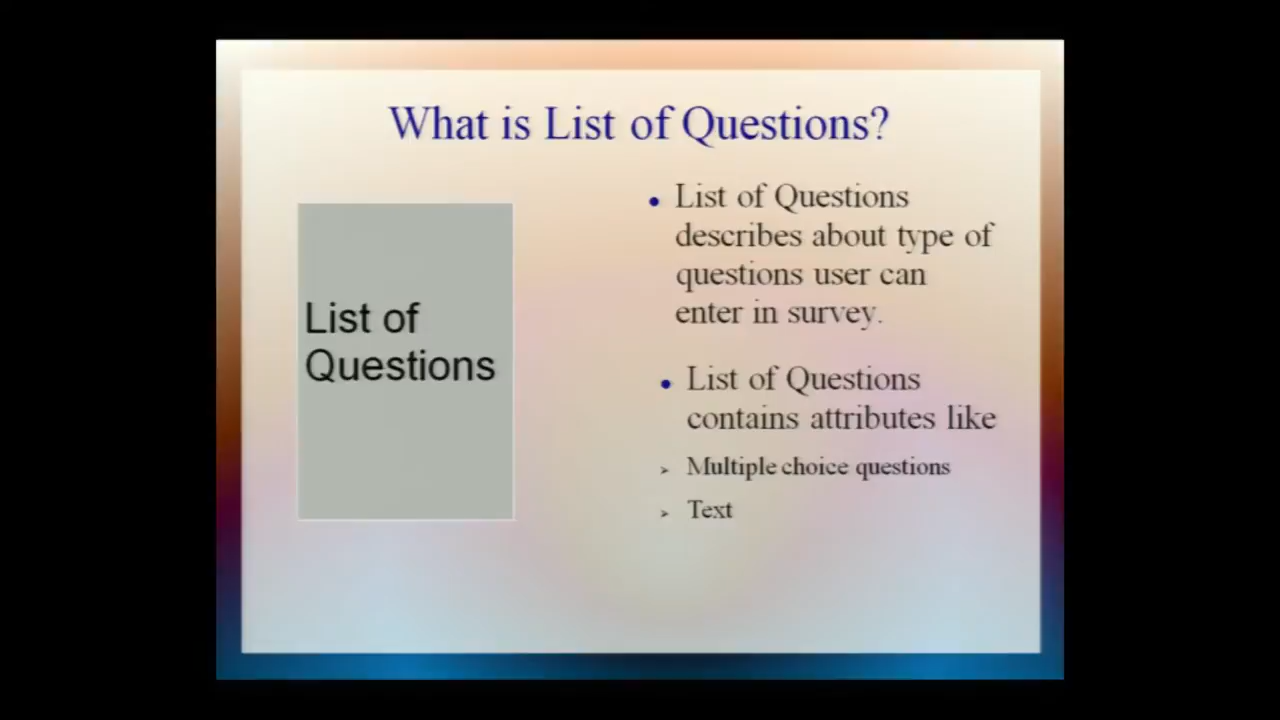 What is List of Questions?
List of
Questions
• List of Questions
describes about type of
questions user can
enter in survey.
• List of Questions
contains attributes like
➢ Multiple choice questions
➢ Text